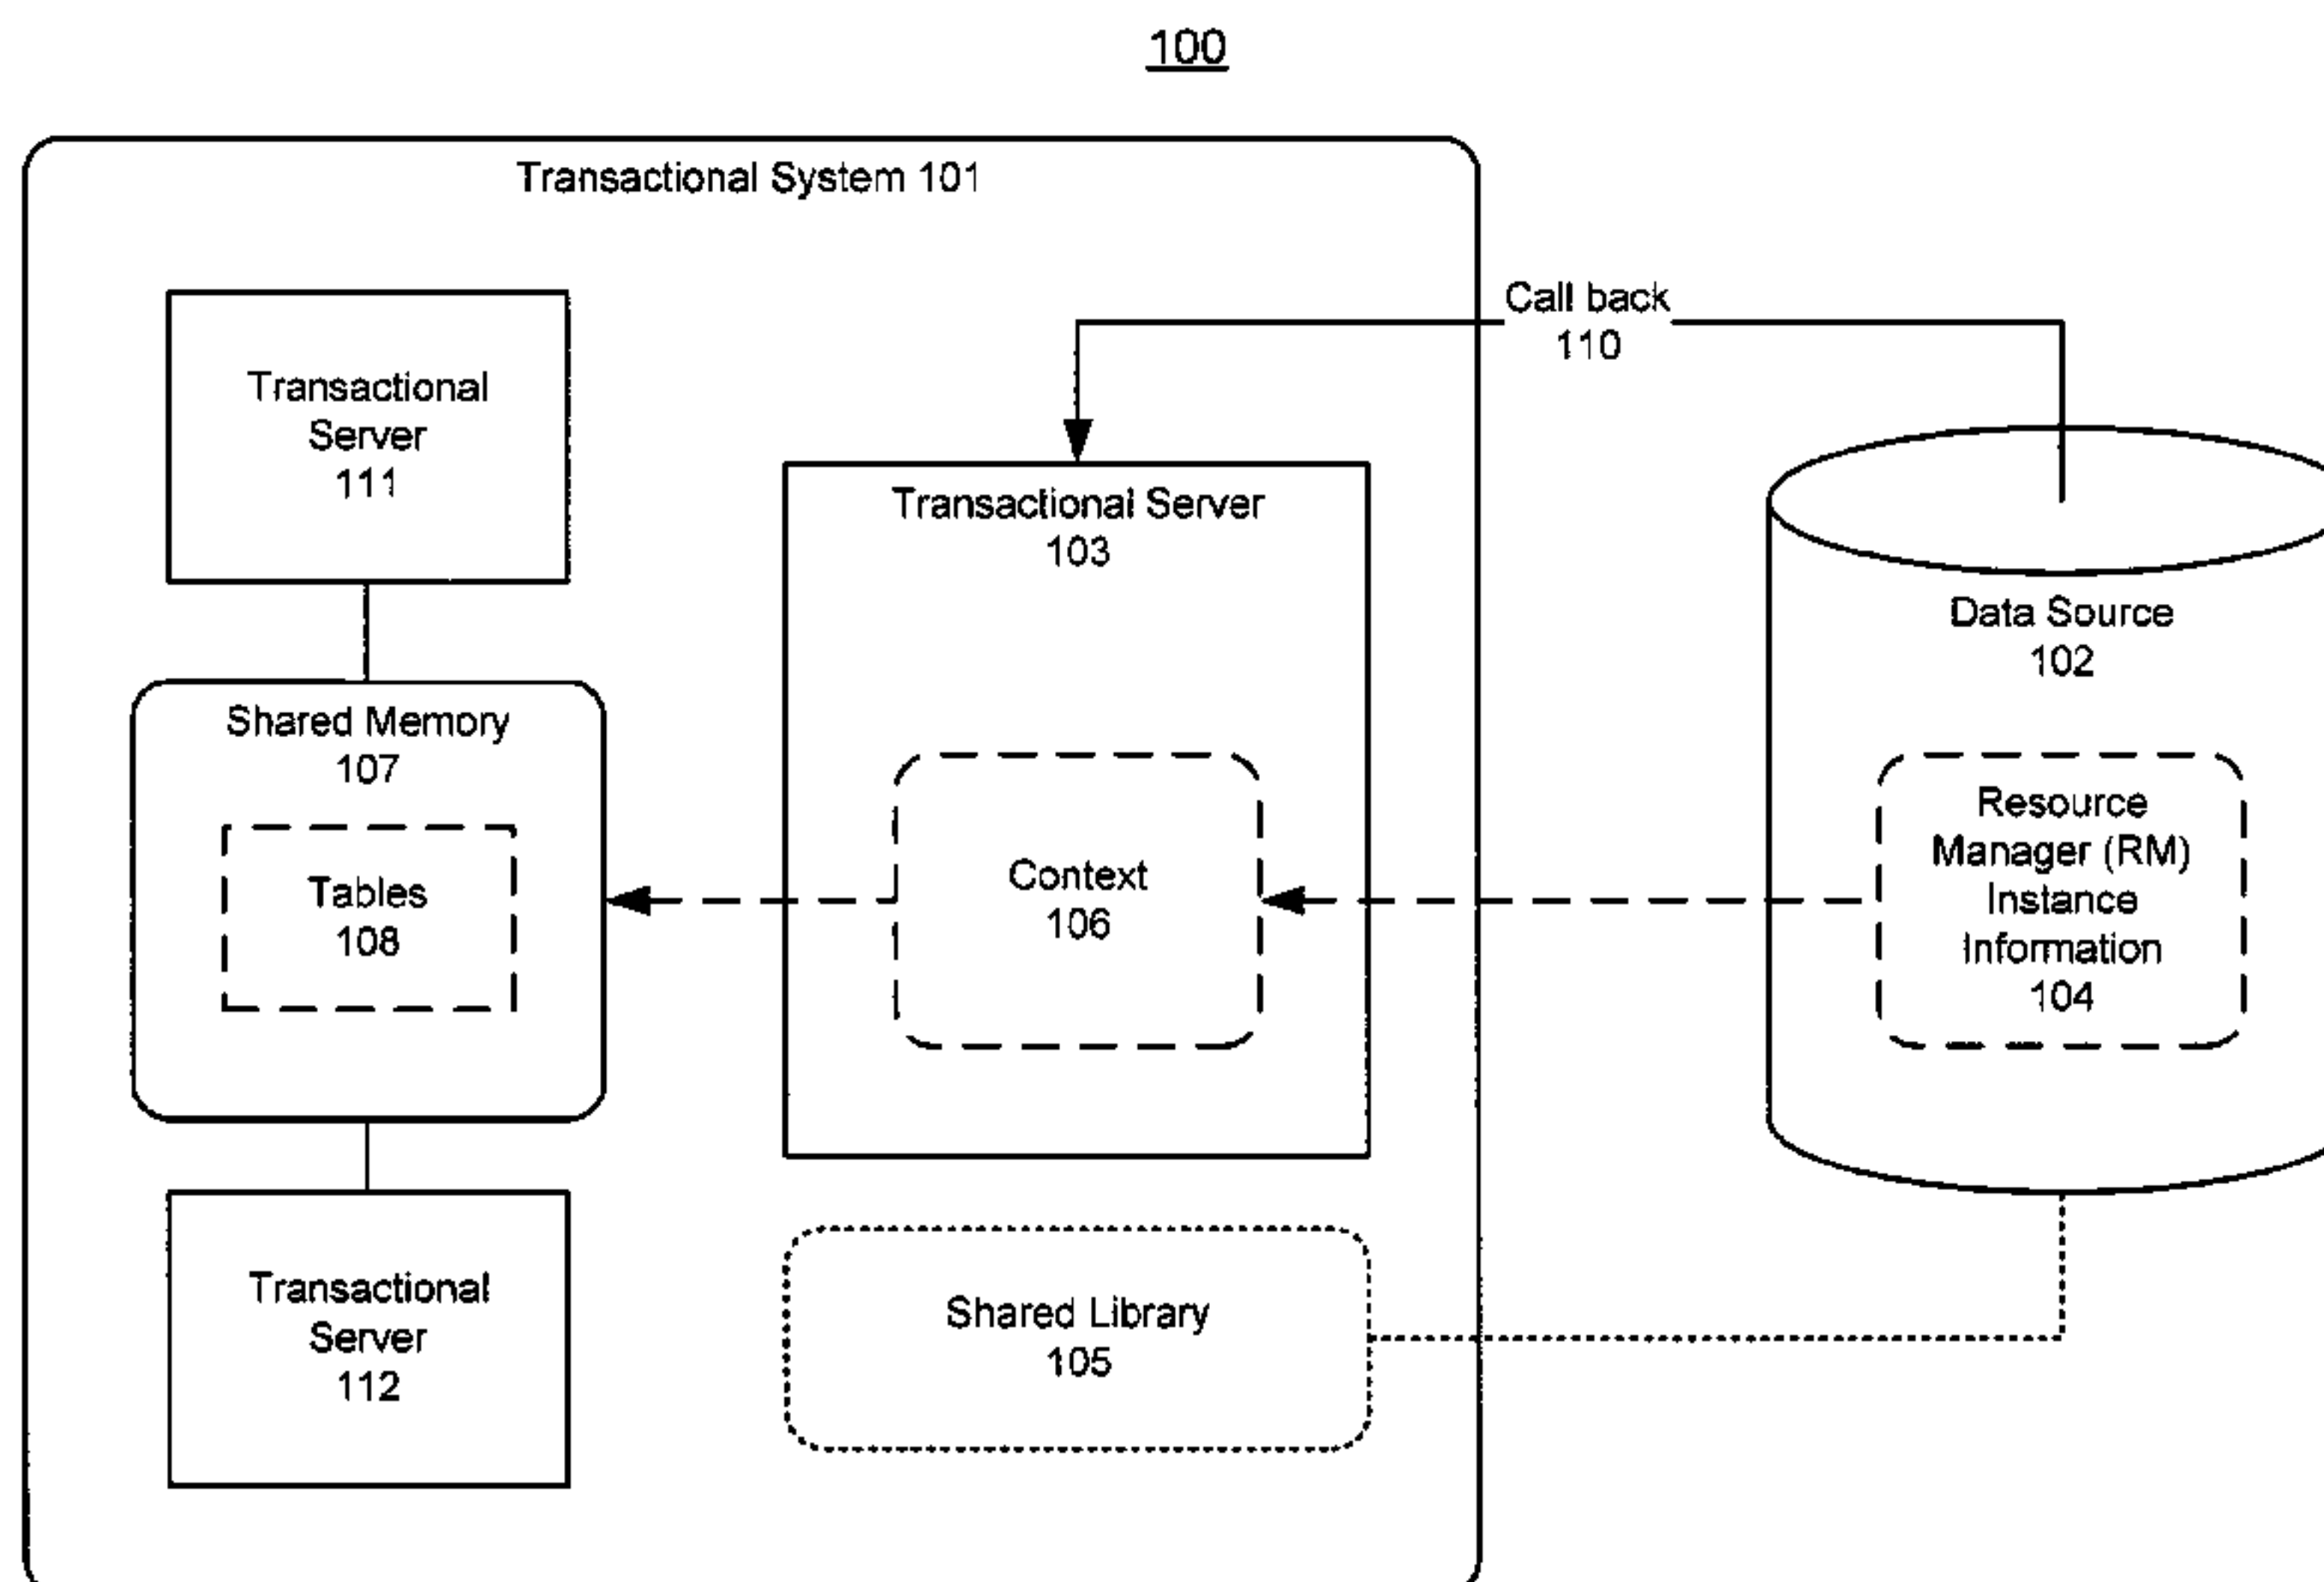 100
Transactional System 101
Call back
110
Transactional
Server
111
Transactional Server
103
Data Source
102
Shared Memory
107
Tables
108
Context
106
Resource
Manager (RM)
Instance
Information
104
Transactional
Server
112
Shared Library
105